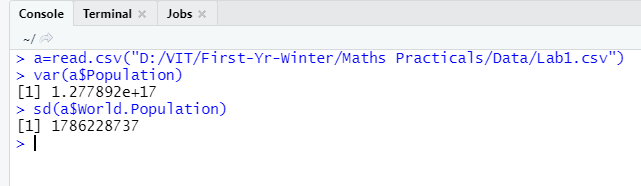 Console Terminal × Jobs ×
~/
> a=read.csv("D:/VIT/First-Yr-Winter/Maths Practicals/Data/Lab1.csv")
> var(a$Population)
[1] 1.277892e+17
> sd(a$World.Population)
[1] 1786228737
>